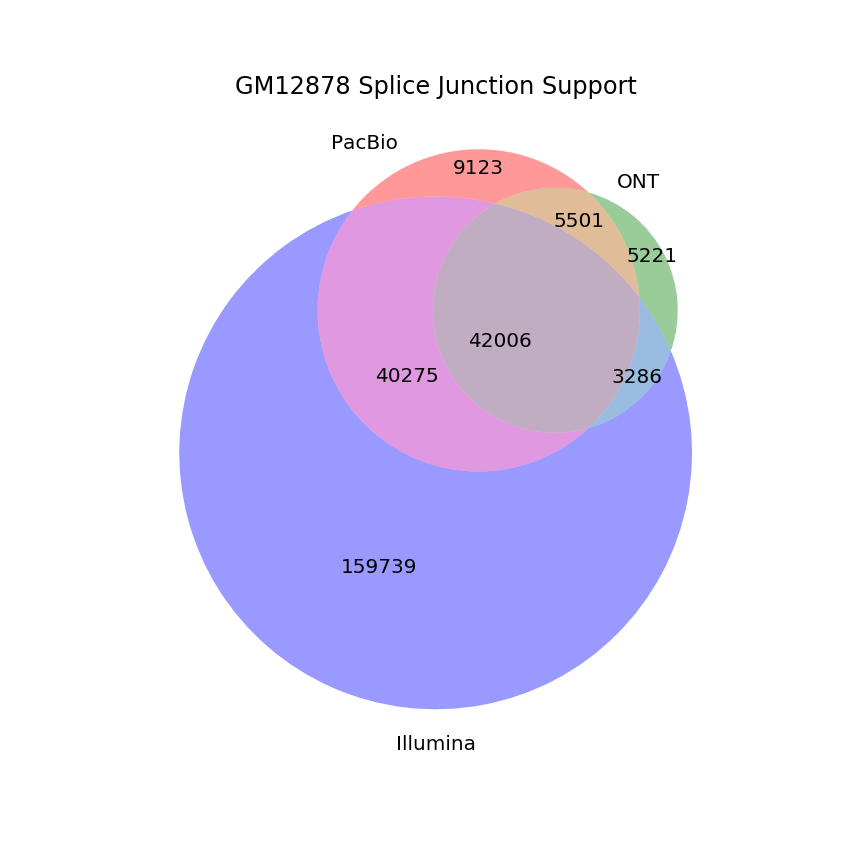 GM12878 Splice Junction Support
PacBio
9123
ONT
5501
5221
42006
40275
3286
159739
Illumina